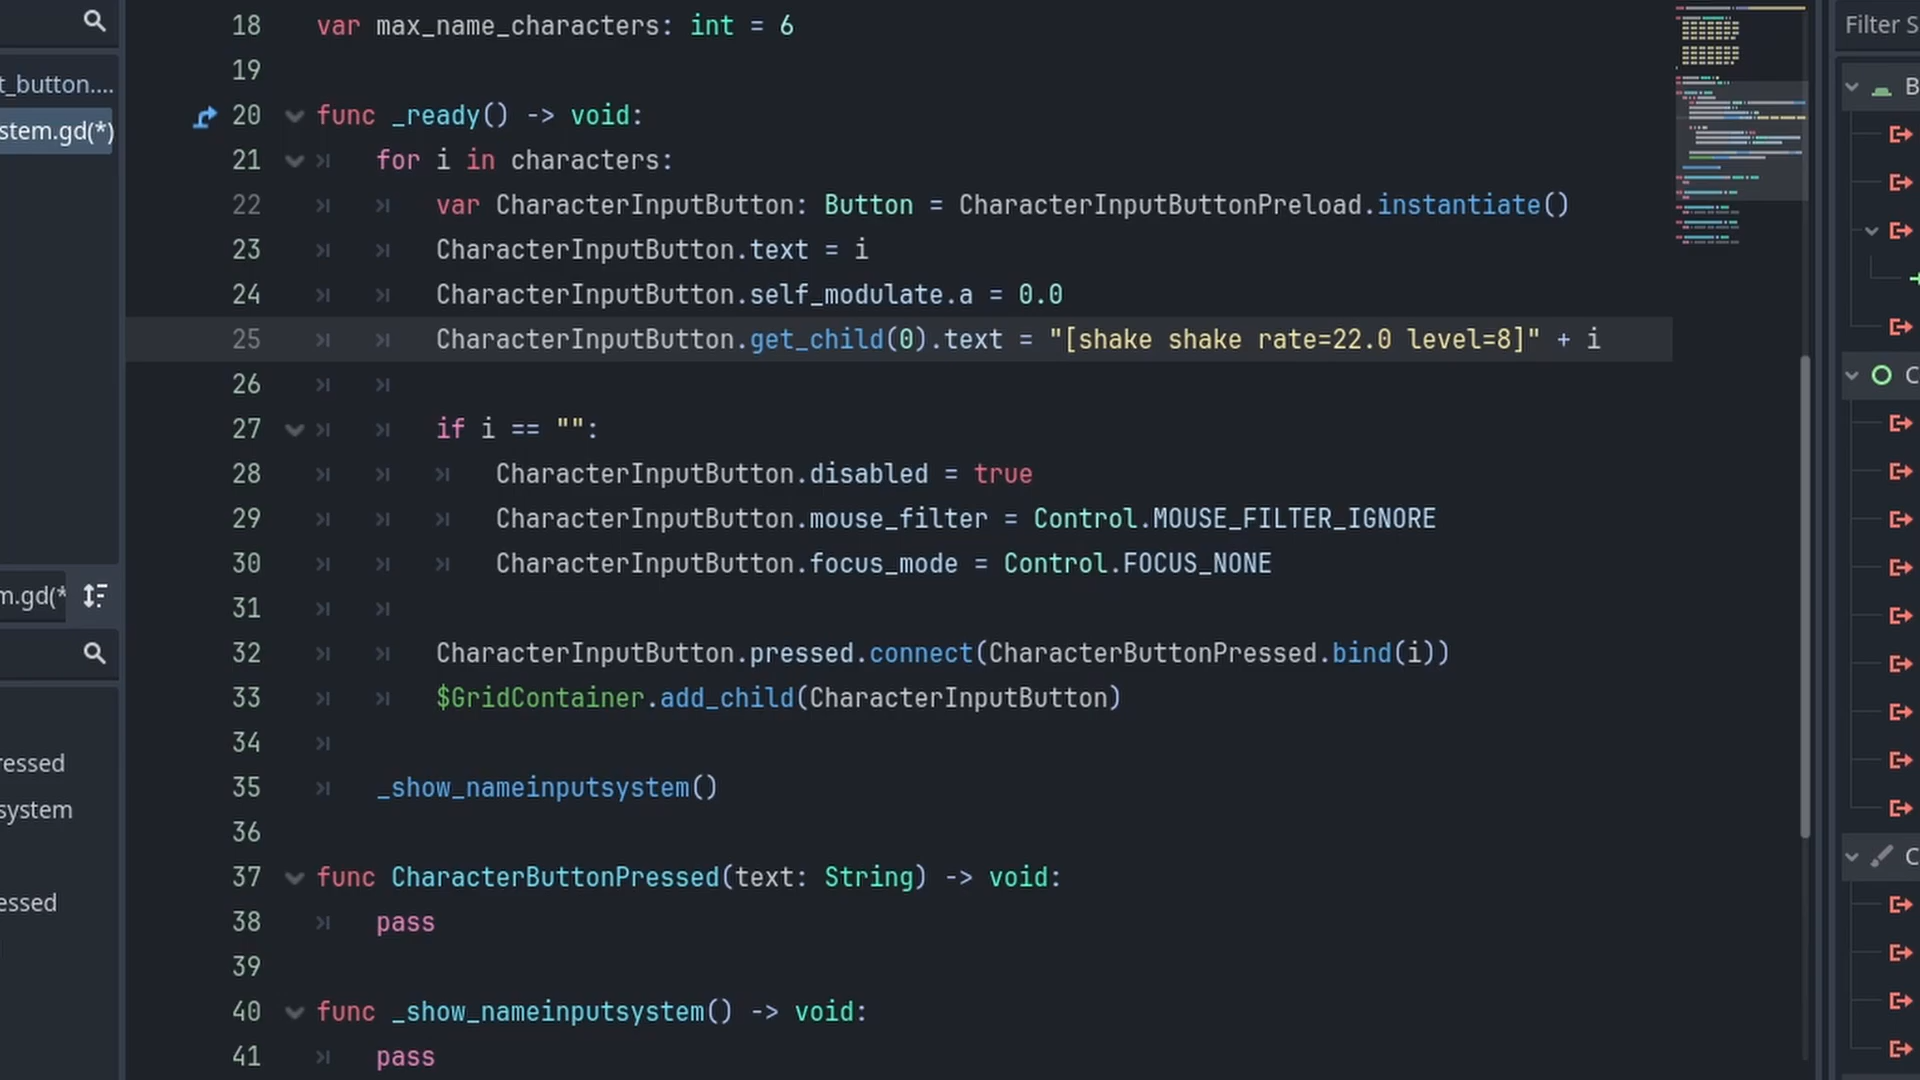 18 var max_name_characters: int = 6
19
20 func _ready() -> void:
21 for i in characters:
22 var CharacterInputButton: Button = CharacterInputButtonPreload.instantiate()
23 CharacterInputButton.text = i
24 CharacterInputButton.self_modulate.a = 0.0
25 CharacterInputButton.get_child(0).text = "[shake shake rate=22.0 level=8]" + i
26
27 if i == "":
28 CharacterInputButton.disabled = true
29 CharacterInputButton.mouse_filter = Control.MOUSE_FILTER_IGNORE
30 CharacterInputButton.focus_mode = Control.FOCUS_NONE
31
32 CharacterInputButton.pressed.connect(CharacterButtonPressed.bind(i))
33 $GridContainer.add_child(CharacterInputButton)
34
35 _show_nameinputsystem()
36
37 func CharacterButtonPressed(text: String) -> void:
38 pass
39
40 func _show_nameinputsystem() -> void:
41 pass
t_button....
stem.gd(*)
m.gd(*
ressed
system
essed
Filter S
B
C
C